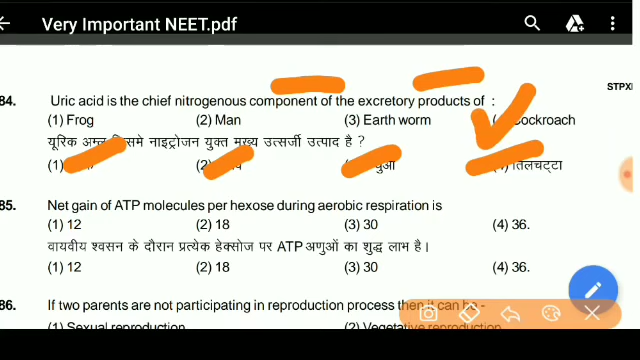 Very Important NEET.pdf
STPX
84. Uric acid is the chief nitrogenous component of the excretory products of :
(1) Frog (2) Man (3) Earth worm (4) Cockroach
यूरिक अम्ल नाइट्रोजन युक्त मुख्य उत्सर्जी उत्पाद है ?
(1) (2) तिलचट्टा
85. Net gain of ATP molecules per hexose during aerobic respiration is
(1) 12 (2) 18 (3) 30 (4) 36.
वायवीय श्वसन के दौरान प्रत्येक हेक्सोज पर ATP अणुओं का शुद्ध लाभ है।
(1) 12 (2) 18 (3) 30 (4) 36.
86. If two parents are not participating in reproduction process then it can be -
(1) Sexual reproduction (2) Vegetative reproduction